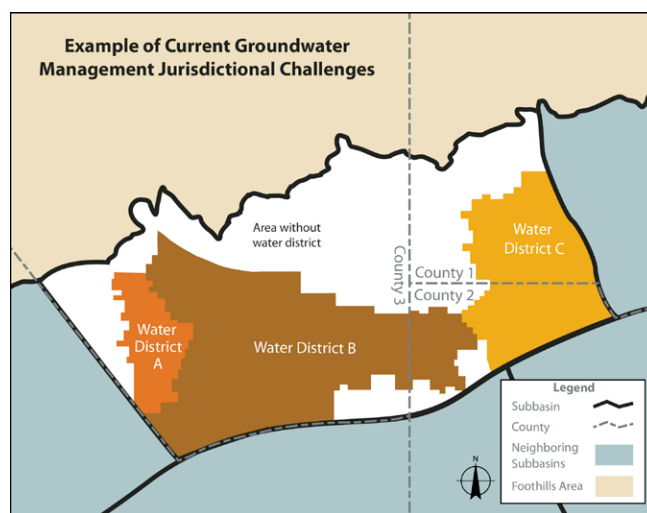 Example of Current Groundwater
Management Jurisdictional Challenges
Area without
water district
Water
District C
County 3
County 1
County 2
Water
District
A
Water District B
Legend
Subbasin
County
Neighboring
Subbasins
Foothills Area
N